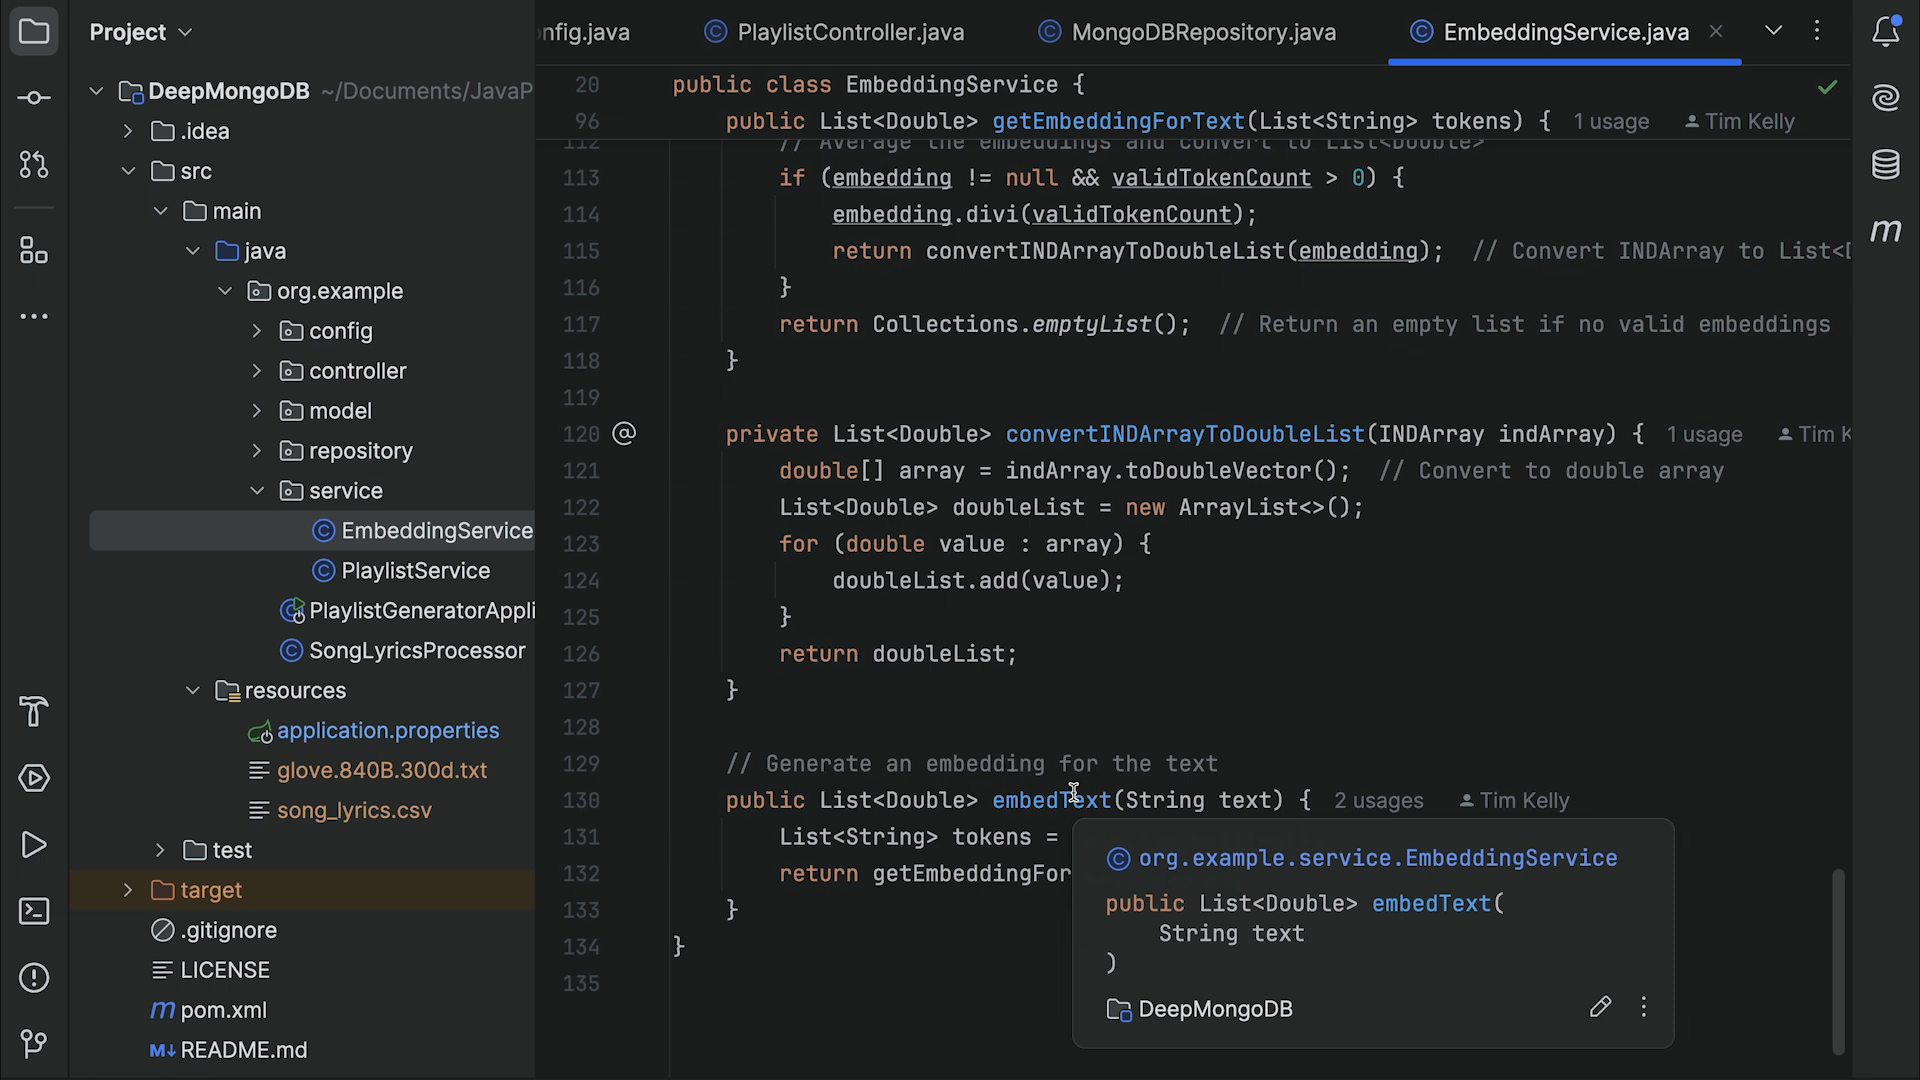 Project
nfig.java
PlaylistController.java
MongoDBRepository.java
EmbeddingService.java
DeepMongoDB ~/Documents/JavaP
.idea
src
main
java
org.example
config
controller
model
repository
service
EmbeddingService
PlaylistService
PlaylistGeneratorAppli
SongLyricsProcessor
resources
application.properties
glove.840B.300d.txt
song_lyrics.csv
test
target
.gitignore
LICENSE
m pom.xml
M↓ README.md
20 public class EmbeddingService {
96 public List<Double> getEmbeddingForText(List<String> tokens) { 1 usage Tim Kelly
112 // Average the embeddings and convert to List<Double>
113 if (embedding != null && validTokenCount > 0) {
114 embedding.divi(validTokenCount);
115 return convertINDArrayToDoubleList(embedding); // Convert INDArray to List<D
116 }
117 return Collections.emptyList(); // Return an empty list if no valid embeddings
118 }
119
120 @ private List<Double> convertINDArrayToDoubleList(INDArray indArray) { 1 usage Tim K
121 double[] array = indArray.toDoubleVector(); // Convert to double array
122 List<Double> doubleList = new ArrayList<>();
123 for (double value : array) {
124 doubleList.add(value);
125 }
126 return doubleList;
127 }
128
129 // Generate an embedding for the text
130 public List<Double> embedText(String text) { 2 usages Tim Kelly
131 List<String> tokens =
132 return getEmbeddingFor
133 }
134 }
135
org.example.service.EmbeddingService
public List<Double> embedText(
String text
)
DeepMongoDB
m